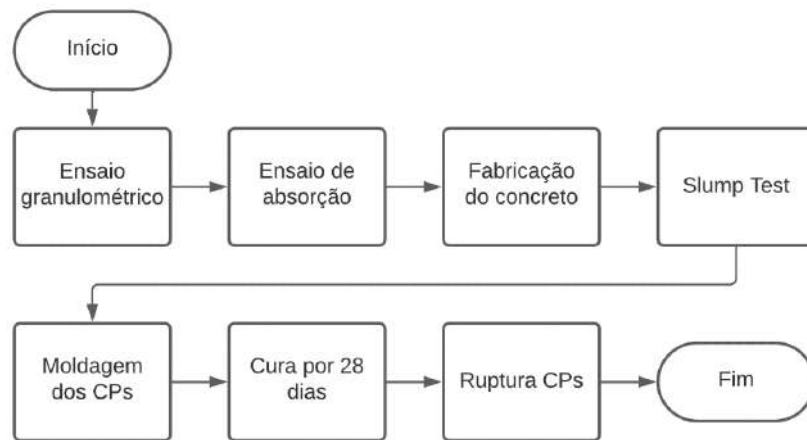 Início
Ensaio
granulométrico
Ensaio de
absorção
Fabricação
do concreto
Slump Test
Moldagem
dos CPs
Cura por 28
dias
Ruptura CPs
Fim